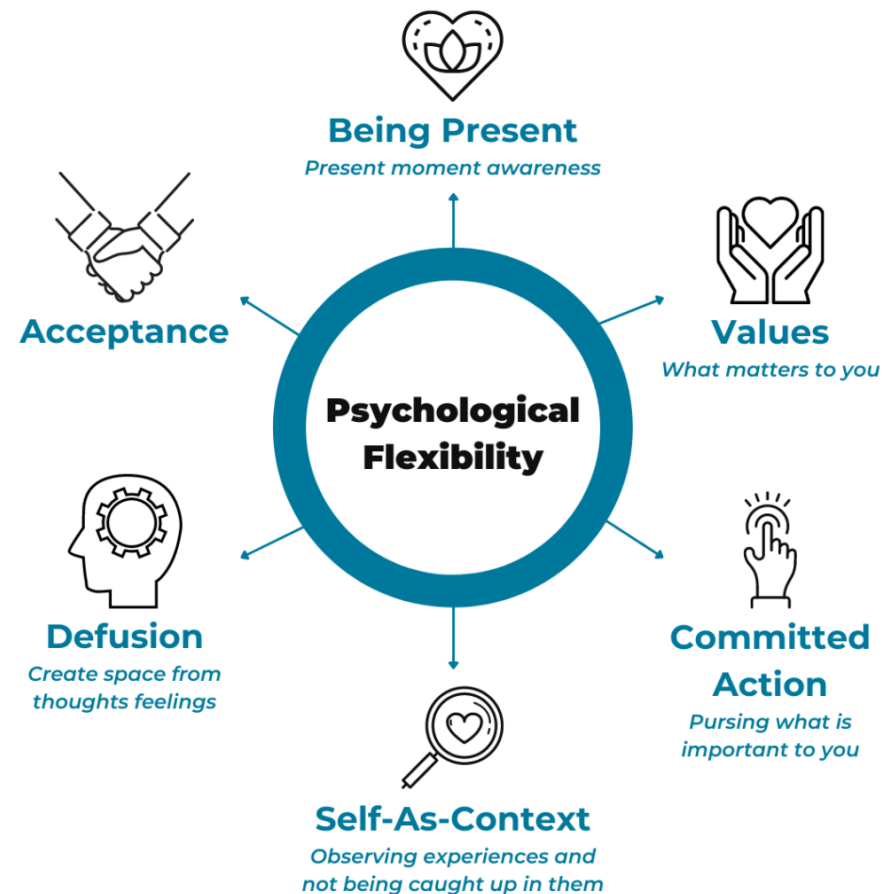 Being Present
Present moment awareness
Acceptance
Values
What matters to you
Psychological
Flexibility
Defusion
Create space from
thoughts feelings
Committed
Action
Pursing what is
important to you
Self-As-Context
Observing experiences and
not being caught up in them